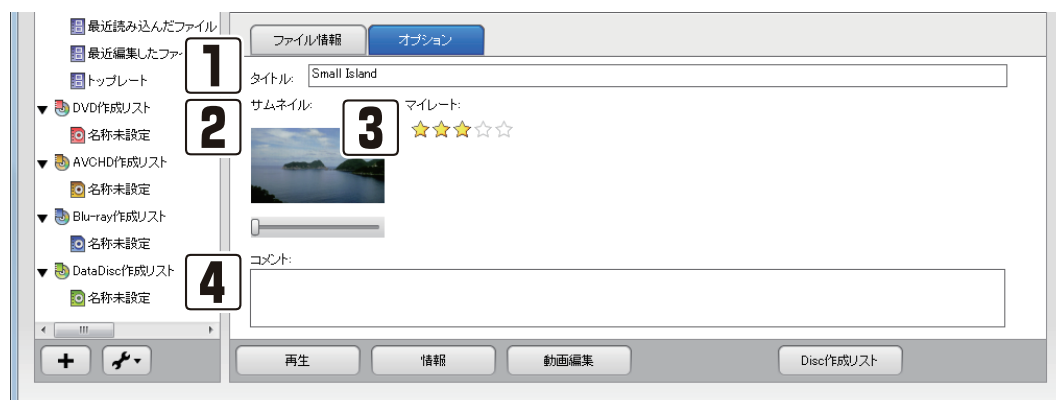 最近読み込んだファイル
最近編集したファ
トップレート
DVD作成リスト
名称未設定
AVCHD作成リスト
名称未設定
Blu-ray作成リスト
名称未設定
DataDisc作成リスト
名称未設定
ファイル情報 オプション
1 タイトル: Small Island
2 サムネイル:
3 マイレート:
4 コメント:
再生 情報 動画編集 Disc作成リスト